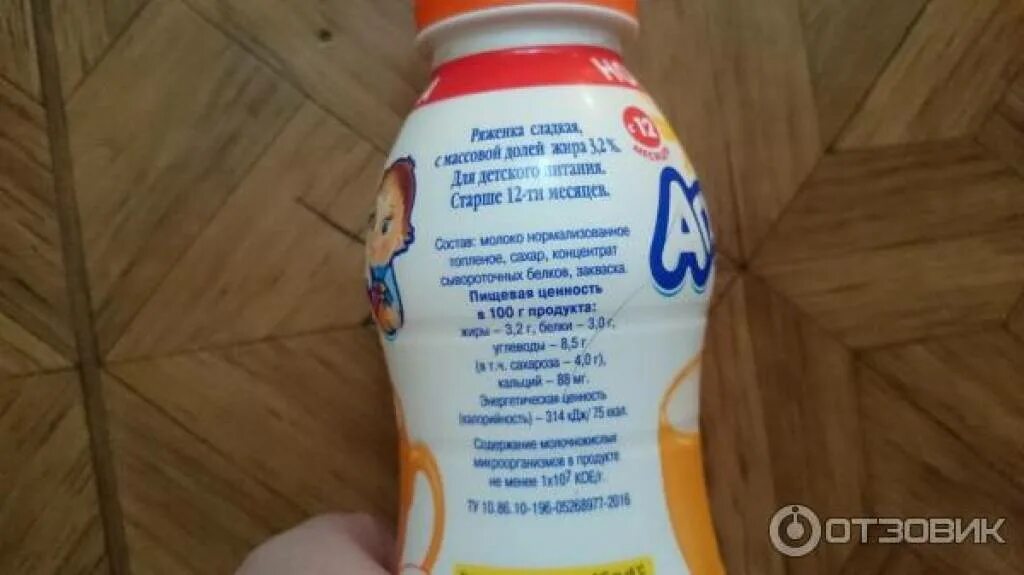 с 12
месяцев
Ряженка сладкая,
с массовой долей жира 3,2 %.
Для детского питания.
Старше 12-ти месяцев.
Состав: молоко нормализованное
топленое, сахар, концентрат
сывороточных белков, закваска.
Пищевая ценность
в 100 г продукта:
жиры – 3,2 г, белки – 3,0 г,
углеводы – 8,5 г
(в т.ч. сахароза – 4,0 г),
кальций – 88 мг.
Энергетическая ценность
(калорийность) – 314 кДж/ 75 ккал.
Содержание молочнокислых
микроорганизмов в продукте
не менее 1x10⁷ КОЕ/г.
ТУ 10.86.10-196-05268977-2016
ОТЗОВИК